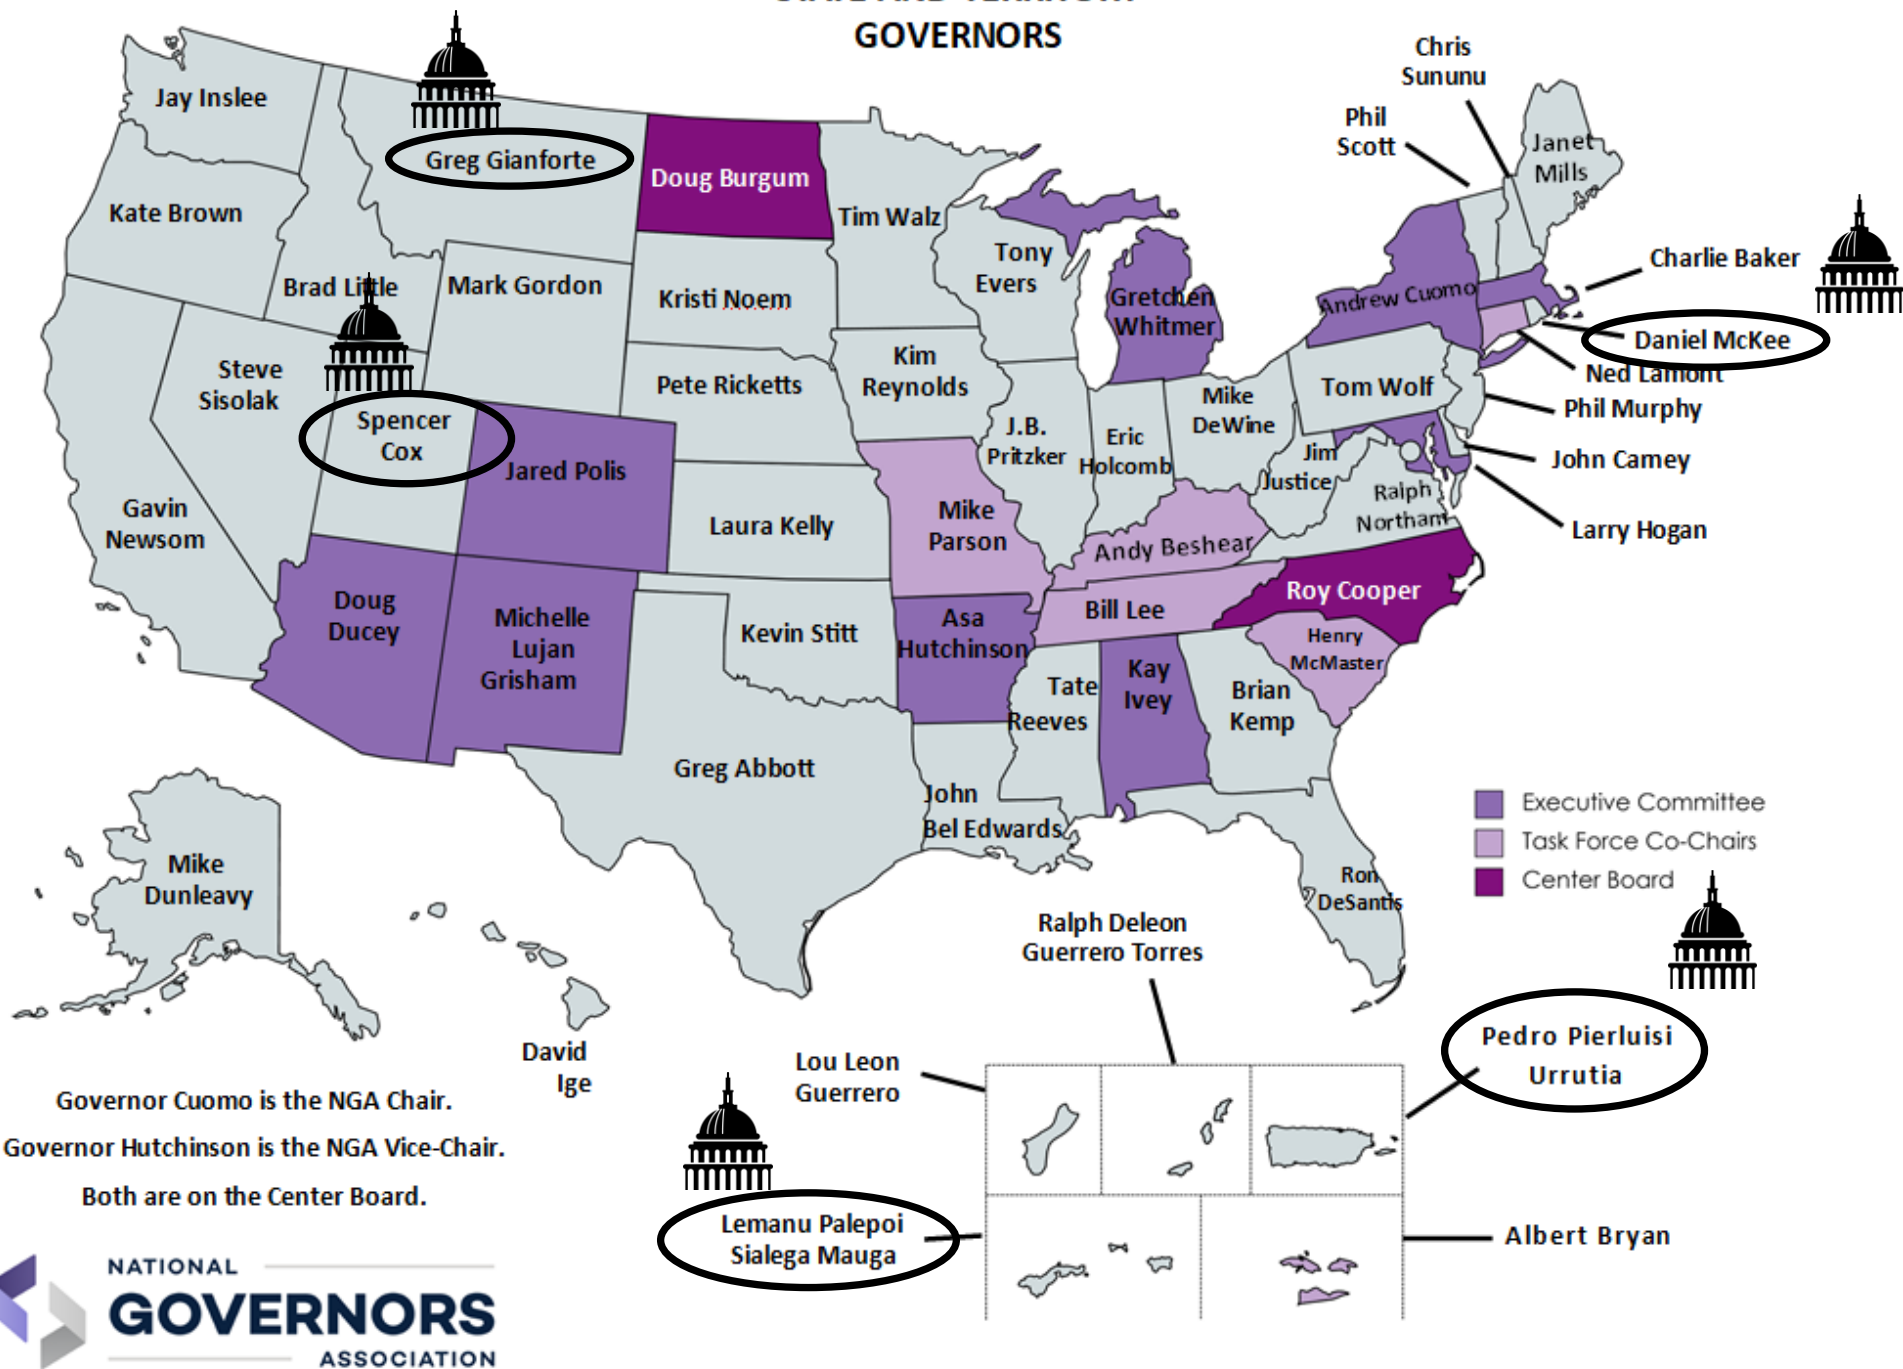 STATE AND TERRITORY
GOVERNORS
Chris
Sununu
Phil
Scott
Jay Inslee
Greg Gianforte
Doug Burgum
Janet
Mills
Kate Brown
Tim Walz
Tony
Evers
Charlie Baker
Brad Little
Mark Gordon
Kristi Noem
Gretchen
Whitmer
Andrew Cuomo
Daniel McKee
Steve
Sisolak
Kim
Reynolds
Ned Lamont
Pete Ricketts
Tom Wolf
Mike
DeWine
Phil Murphy
Spencer
Cox
Jared Polis
J.B.
Pritzker
Eric
Holcomb
Jim
Justice
John Carney
Gavin
Newsom
Laura Kelly
Mike
Parson
Ralph
Northam
Larry Hogan
Andy Beshear
Doug
Ducey
Michelle
Lujan
Grisham
Kevin Stitt
Asa
Hutchinson
Bill Lee
Roy Cooper
Henry
McMaster
Tate
Reeves
Kay
Ivey
Brian
Kemp
Greg Abbott
John
Bel Edwards
Executive Committee
Task Force Co-Chairs
Center Board
Mike
Dunleavy
Ron
DeSantis
Ralph Deleon
Guerrero Torres
David
Ige
Lou Leon
Guerrero
Pedro Pierluisi
Urrutia
Governor Cuomo is the NGA Chair.
Governor Hutchinson is the NGA Vice-Chair.
Both are on the Center Board.
Lemanu Palepoi
Sialega Mauga
Albert Bryan
NATIONAL
GOVERNORS
ASSOCIATION